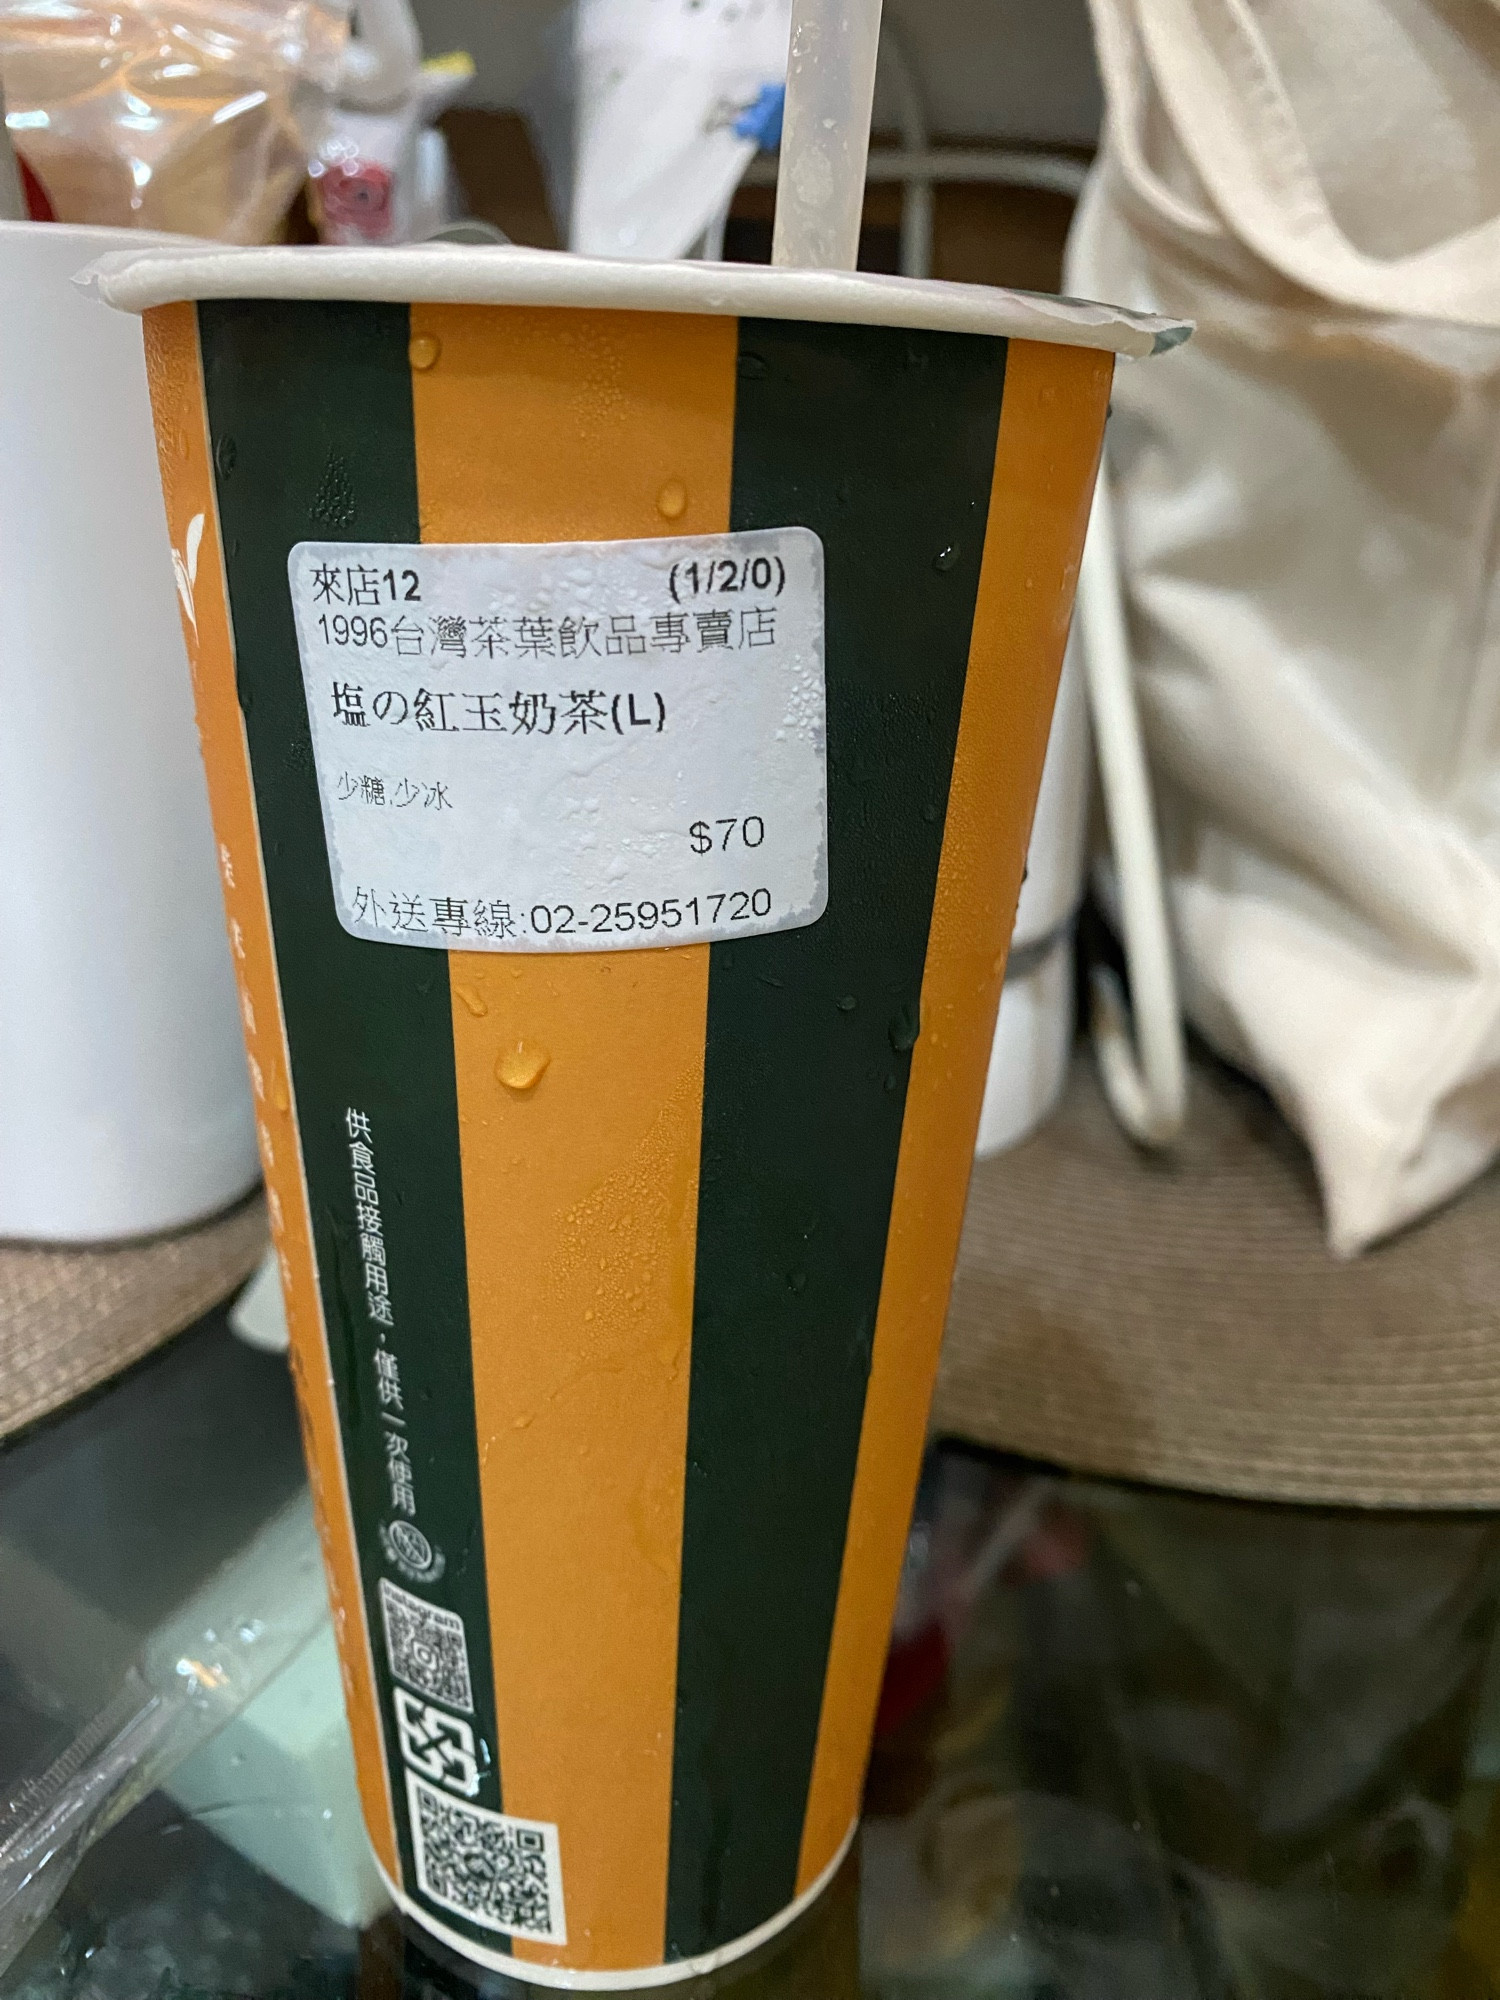 來店12 (1/2/0)
1996台灣茶葉飲品專賣店
塩の紅玉奶茶(L)
少糖,少冰
$70
外送專線:02-25951720
供食品接觸用途，僅供一次使用
Instagram